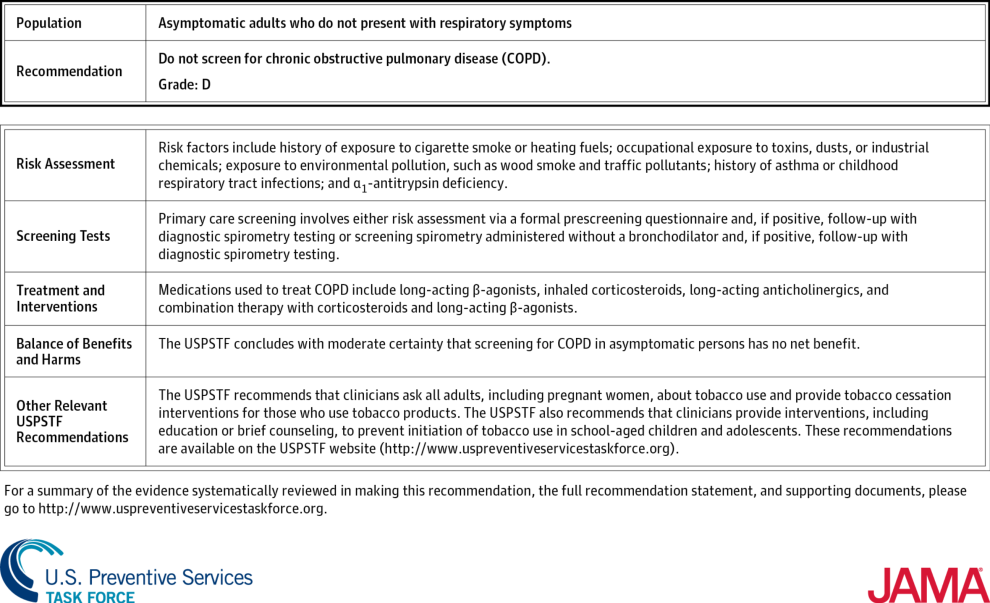 Population
Asymptomatic adults who do not present with respiratory symptoms
Recommendation
Do not screen for chronic obstructive pulmonary disease (COPD).
Grade: D
Risk Assessment
Risk factors include history of exposure to cigarette smoke or heating fuels; occupational exposure to toxins, dusts, or industrial
chemicals; exposure to environmental pollution, such as wood smoke and traffic pollutants; history of asthma or childhood
respiratory tract infections; and α1-antitrypsin deficiency.
Screening Tests
Primary care screening involves either risk assessment via a formal prescreening questionnaire and, if positive, follow-up with
diagnostic spirometry testing or screening spirometry administered without a bronchodilator and, if positive, follow-up with
diagnostic spirometry testing.
Treatment and
Interventions
Medications used to treat COPD include long-acting β-agonists, inhaled corticosteroids, long-acting anticholinergics, and
combination therapy with corticosteroids and long-acting β-agonists.
Balance of Benefits
and Harms
The USPSTF concludes with moderate certainty that screening for COPD in asymptomatic persons has no net benefit.
Other Relevant
USPSTF
Recommendations
The USPSTF recommends that clinicians ask all adults, including pregnant women, about tobacco use and provide tobacco cessation
interventions for those who use tobacco products. The USPSTF also recommends that clinicians provide interventions, including
education or brief counseling, to prevent initiation of tobacco use in school-aged children and adolescents. These recommendations
are available on the USPSTF website (http://www.uspreventiveservicestaskforce.org).
For a summary of the evidence systematically reviewed in making this recommendation, the full recommendation statement, and supporting documents, please
go to http://www.uspreventiveservicestaskforce.org.
U.S. Preventive Services
TASK FORCE
JAMA®